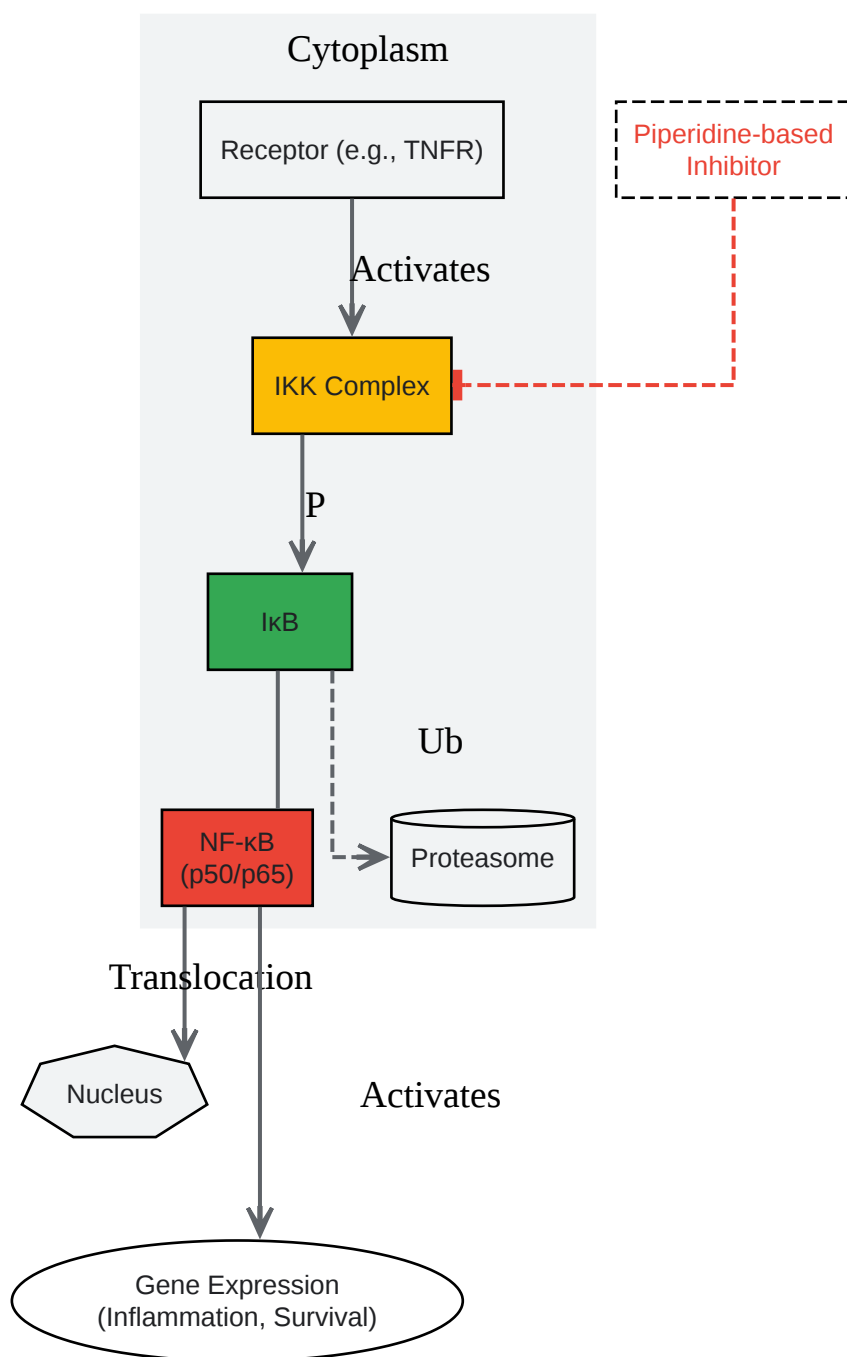 Cytoplasm
Receptor (e.g., TNFR)
Piperidine-based
Inhibitor
Activates
IKK Complex
P
IκB
Ub
NF-κB
(p50/p65)
Proteasome
Translocation
Nucleus
Activates
Gene Expression
(Inflammation, Survival)